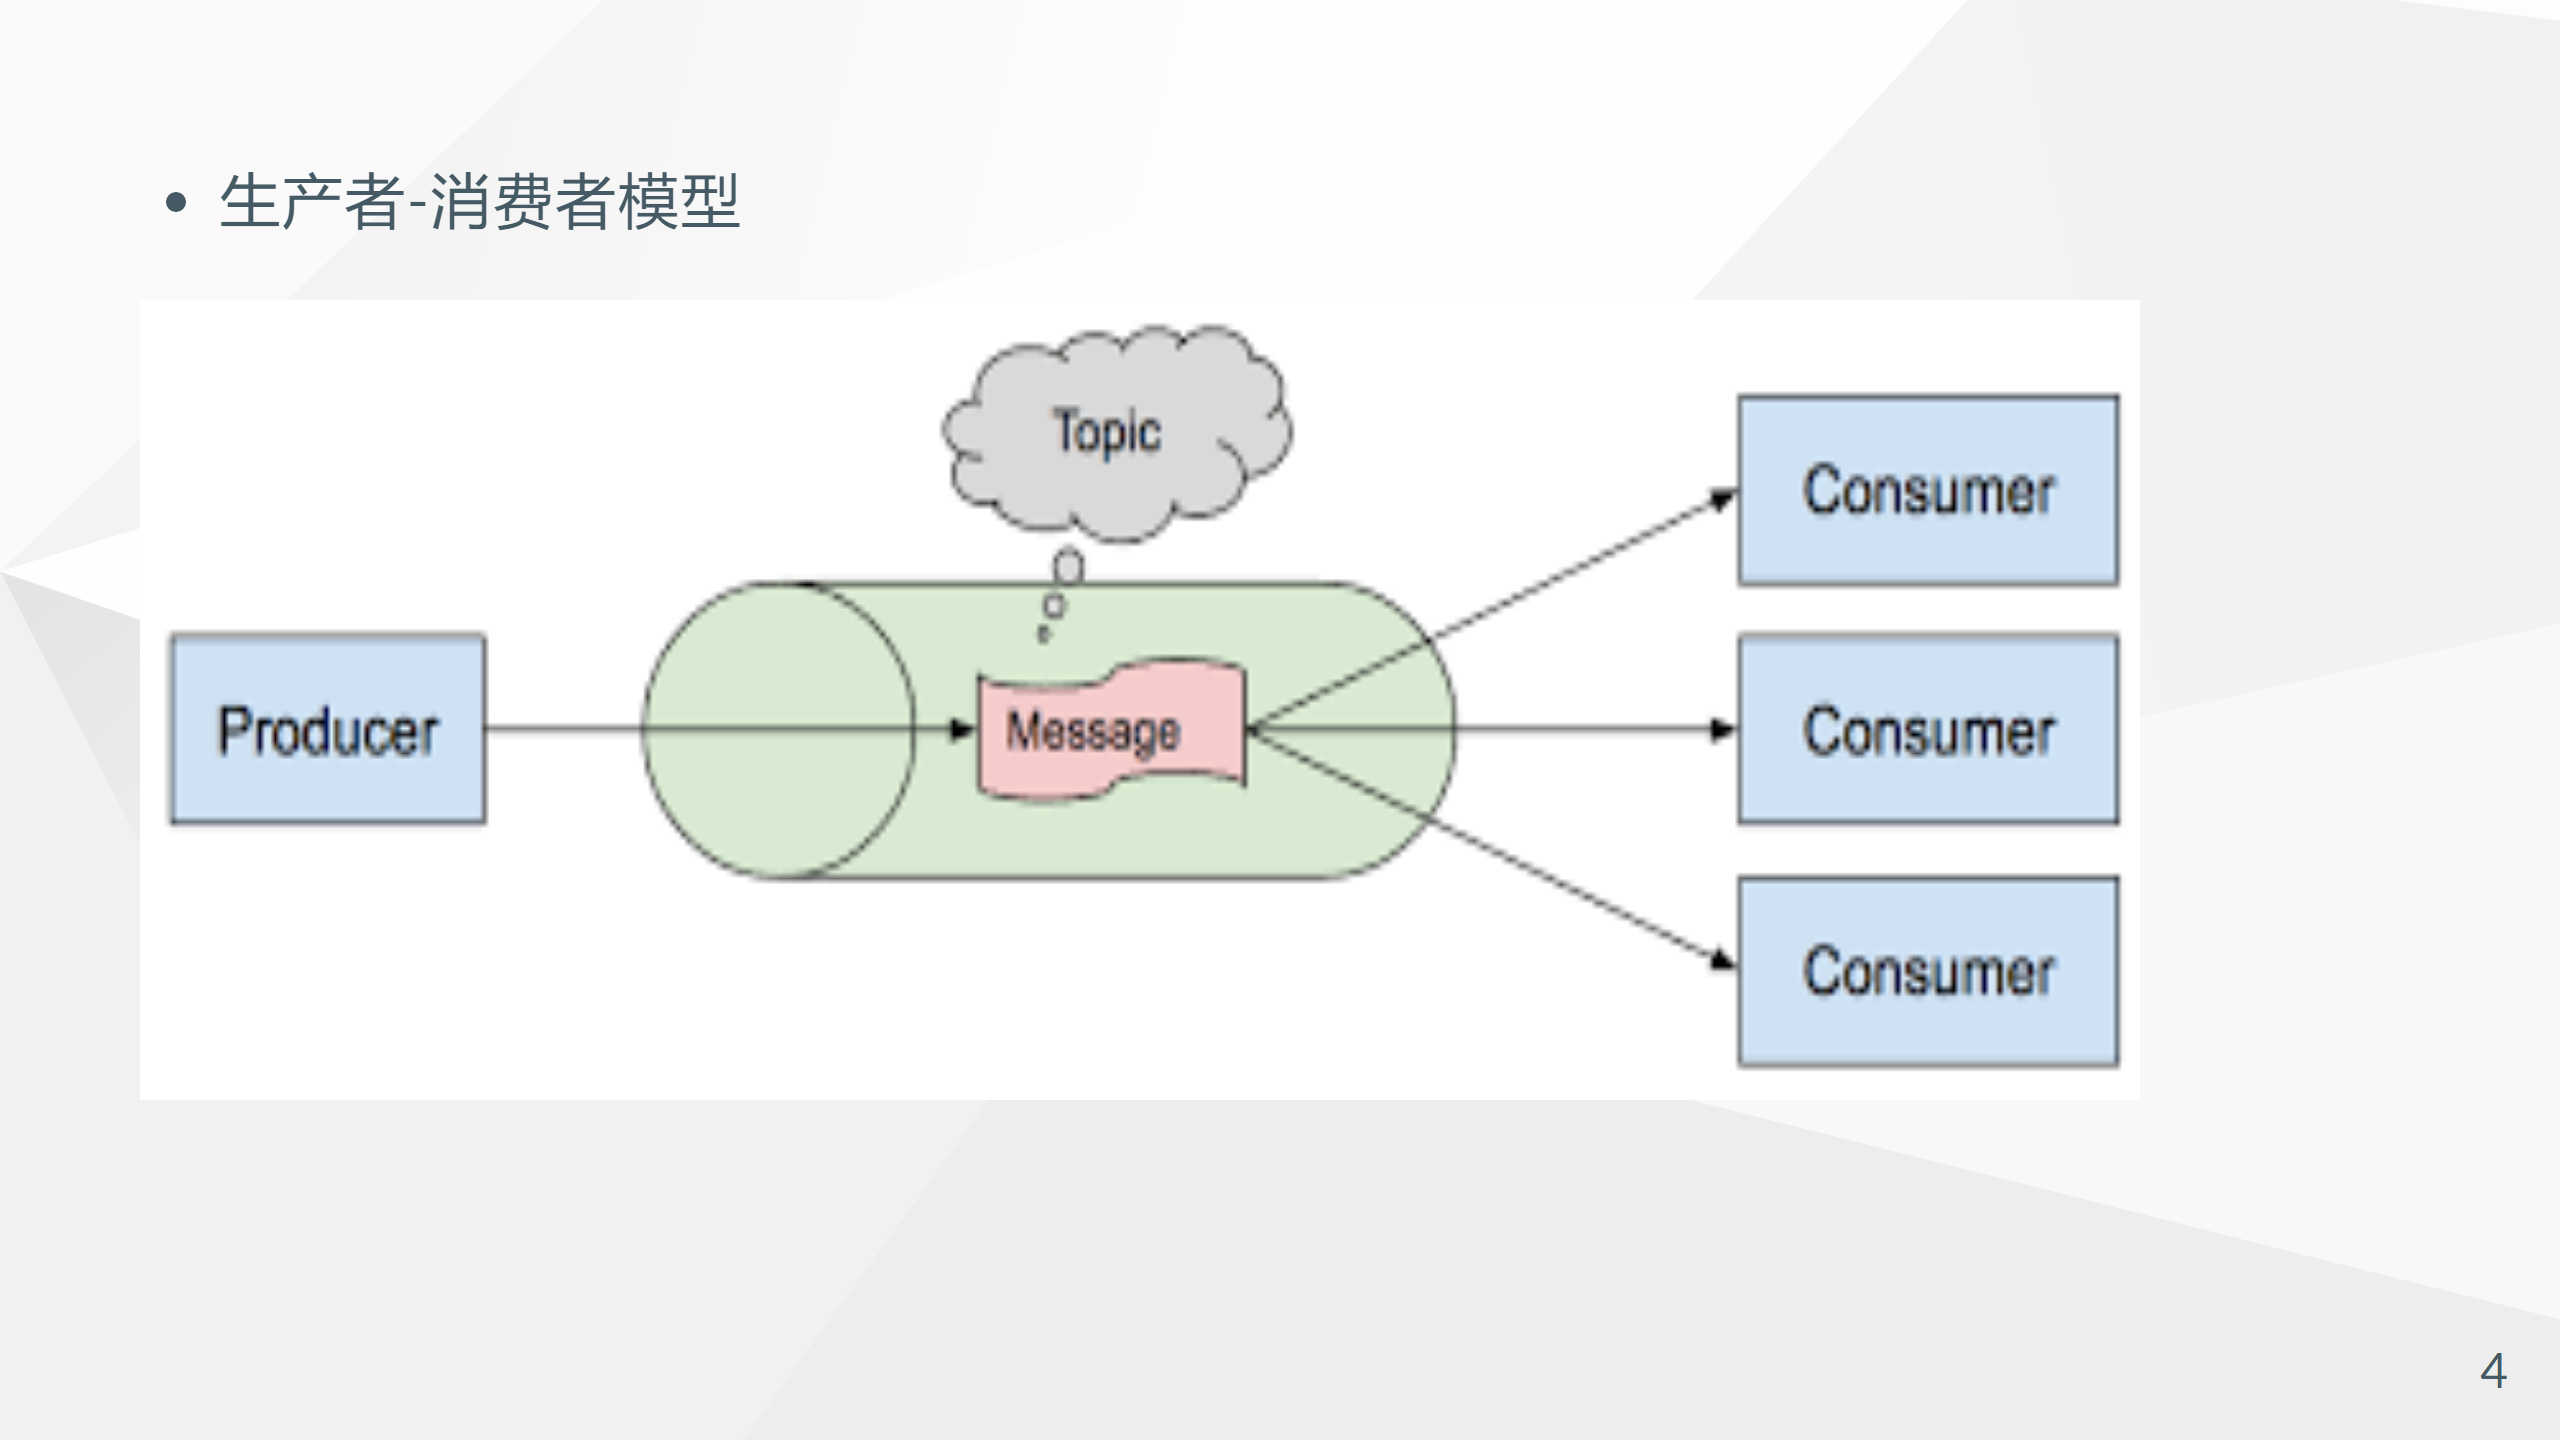 生产者-消费者模型
Topic
Consumer
Producer
Message
Consumer
Consumer
4